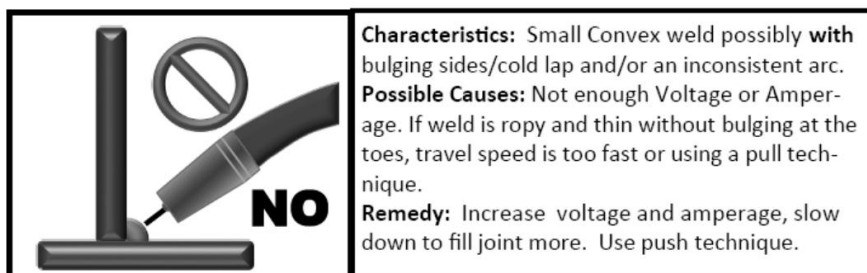 NO
Characteristics: Small Convex weld possibly with
bulging sides/cold lap and/or an inconsistent arc.
Possible Causes: Not enough Voltage or Amper-
age. If weld is ropy and thin without bulging at the
toes, travel speed is too fast or using a pull tech-
nique.
Remedy: Increase voltage and amperage, slow
down to fill joint more. Use push technique.